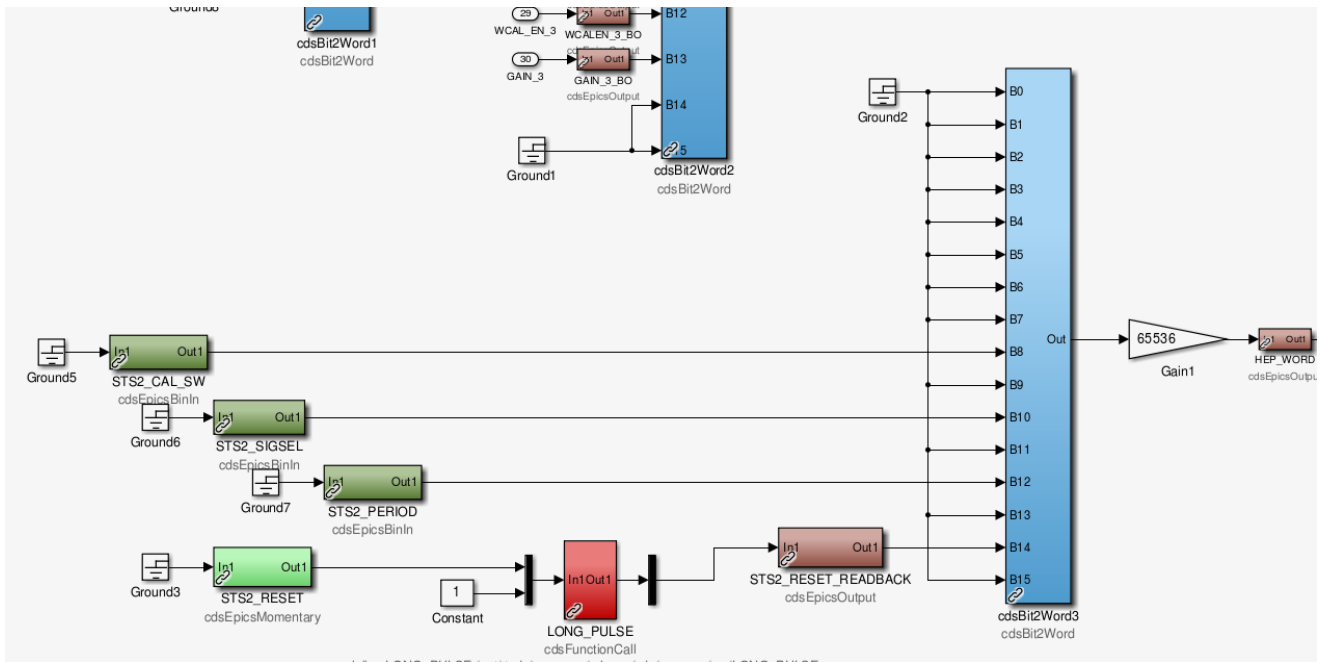 cdsBit2Word1
cdsBit2Word
29
WCAL_EN_3
In1 Out1
WCALEN_3_BO
B12
30
GAIN_3
In1 Out1
GAIN_3_BO
cdsEpicsOutput
B13
B14
Ground1
cdsBit2Word2
cdsBit2Word
Ground2
B0
B1
B2
B3
B4
B5
B6
B7
B8
B9
B10
B11
B12
B13
B14
B15
Out
cdsBit2Word3
cdsBit2Word
65536
Gain1
In1 Out1
HEP_WORD
Ground5
In1 Out1
STS2_CAL_SW
cdsEpicsBinIn
Ground6
In1 Out1
STS2_SIGSEL
cdsEpicsBinIn
Ground7
In1 Out1
STS2_PERIOD
cdsEpicsBinIn
Ground3
In1 Out1
STS2_RESET
cdsEpicsMomentary
1
Constant
In1 Out1
LONG_PULSE
cdsFunctionCall
In1 Out1
STS2_RESET_READBACK
cdsEpicsOutput